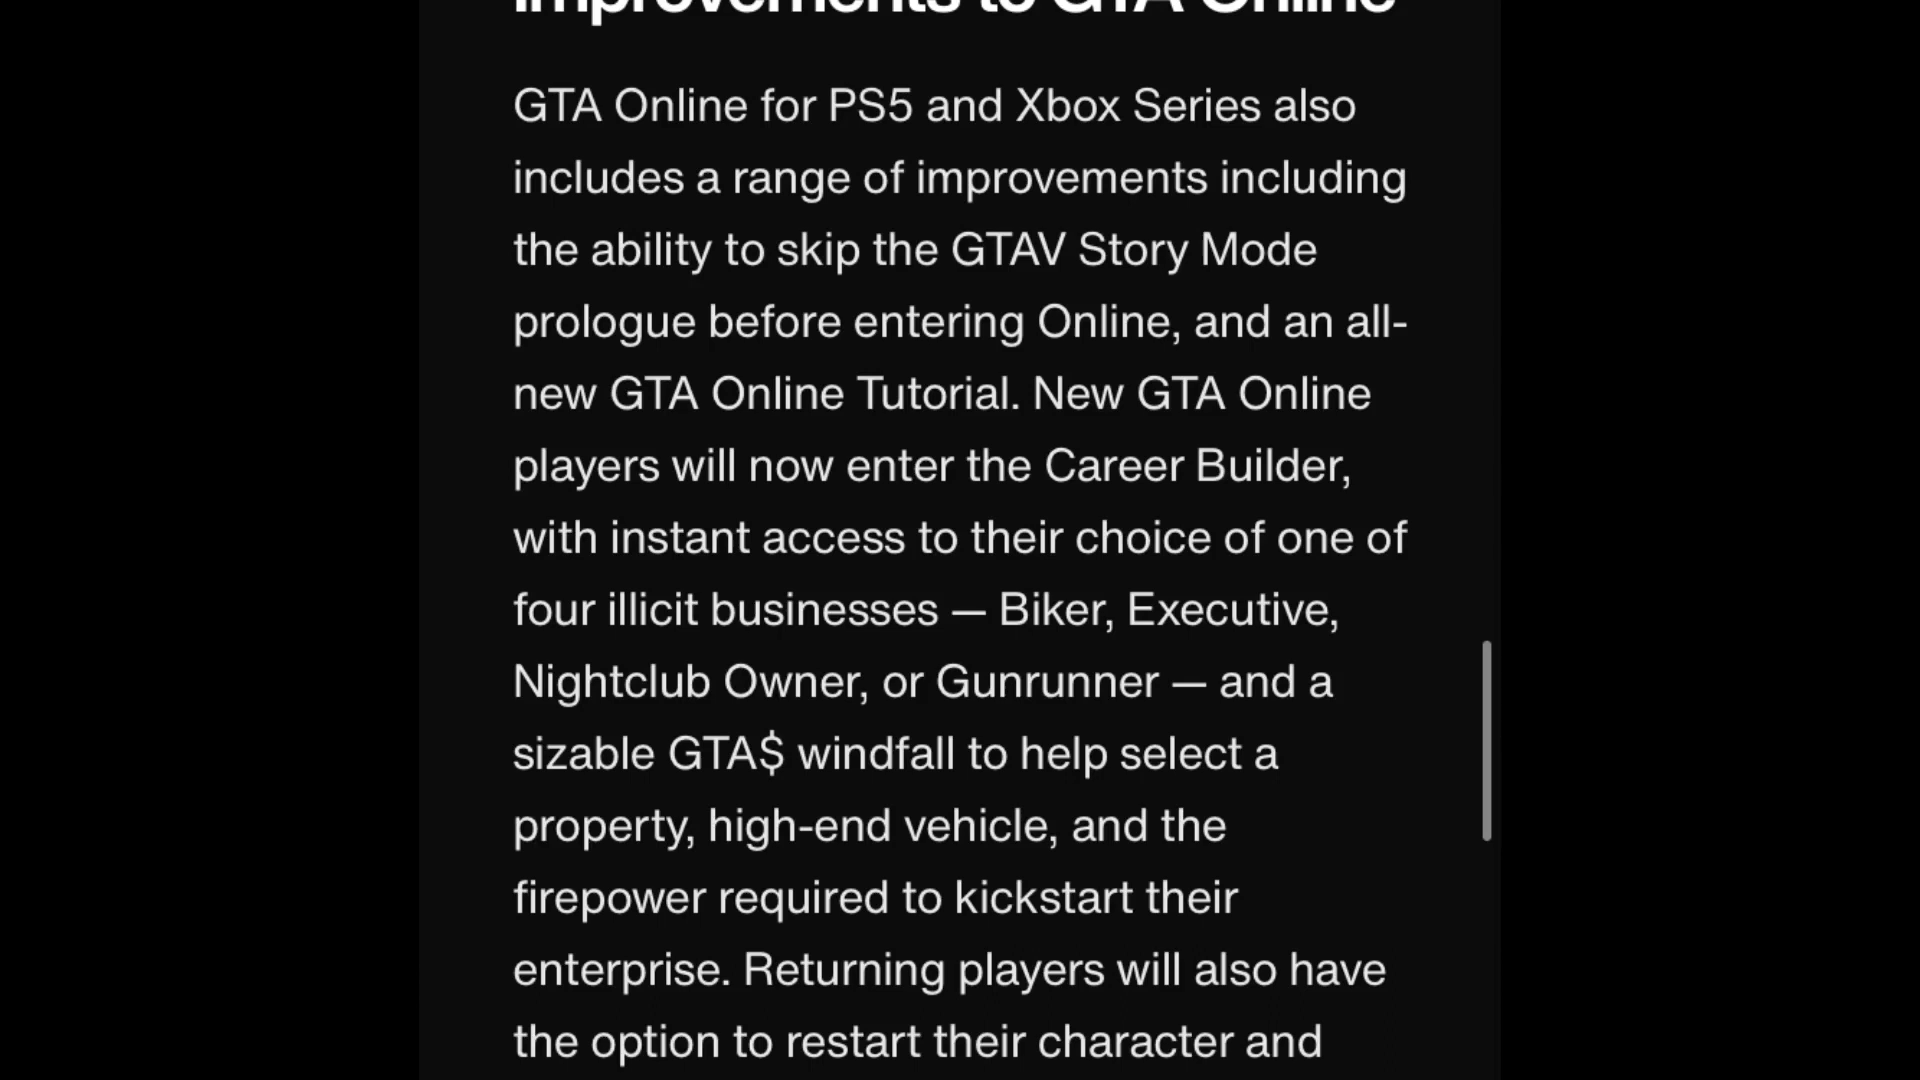 Improvements to GTA Online
GTA Online for PS5 and Xbox Series also
includes a range of improvements including
the ability to skip the GTAV Story Mode
prologue before entering Online, and an all-
new GTA Online Tutorial. New GTA Online
players will now enter the Career Builder,
with instant access to their choice of one of
four illicit businesses — Biker, Executive,
Nightclub Owner, or Gunrunner — and a
sizable GTA$ windfall to help select a
property, high-end vehicle, and the
firepower required to kickstart their
enterprise. Returning players will also have
the option to restart their character and